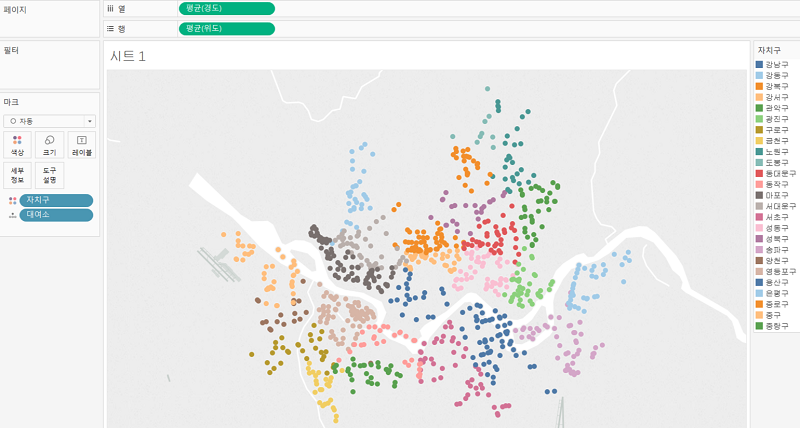 페이지
열
평균(경도)
행
평균(위도)
필터
시트 1
마크
자동
색상
크기
레이블
세부
정보
도구
설명
자치구
대여소
자치구
강남구
강동구
강북구
강서구
관악구
광진구
구로구
금천구
노원구
도봉구
동대문구
동작구
마포구
서대문구
서초구
성동구
성북구
송파구
양천구
영등포구
용산구
은평구
종로구
중구
중랑구